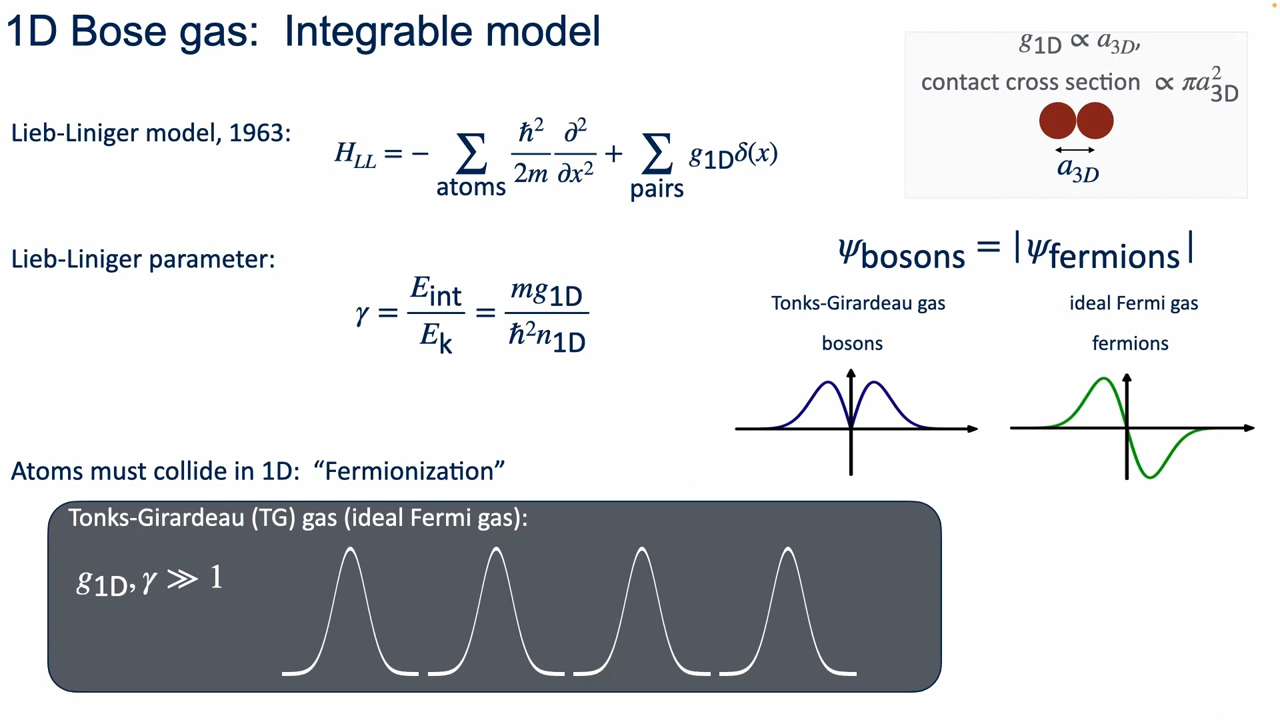 1D Bose gas: Integrable model
g1D ∝ a3D,
contact cross section ∝ πa²3D
a3D
Lieb-Liniger model, 1963:
HLL = − ∑atoms ħ²/2m ∂²/∂x² + ∑pairs g1Dδ(x)
Lieb-Liniger parameter:
γ = Eint/Ek = mg1D/ħ²n1D
ψbosons = |ψfermions|
Tonks-Girardeau gas
bosons
ideal Fermi gas
fermions
Atoms must collide in 1D: “Fermionization”
Tonks-Girardeau (TG) gas (ideal Fermi gas):
g1D, γ ≫ 1